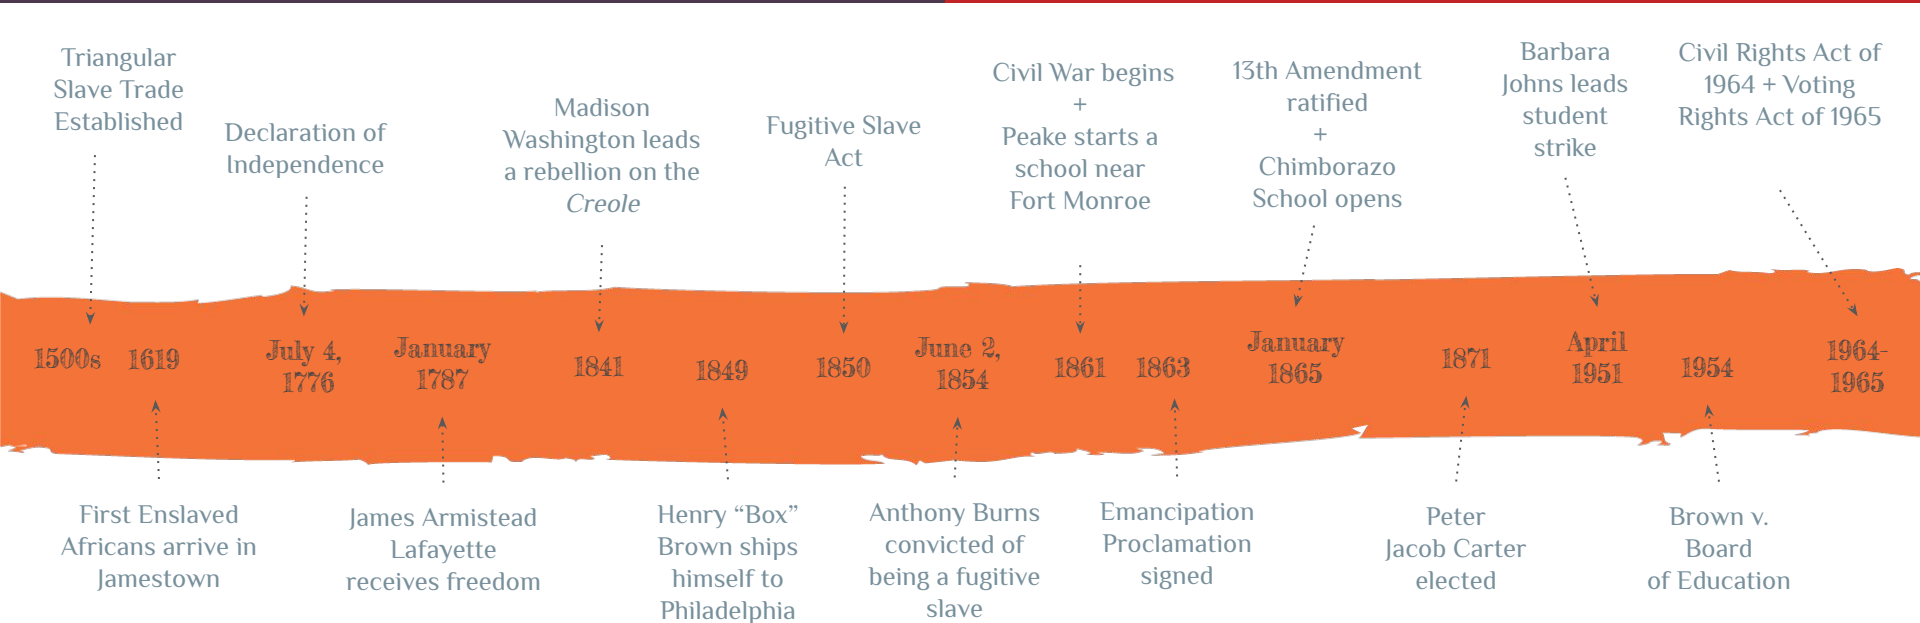 Triangular
Slave Trade
Established
Declaration of
Independence
Madison
Washington leads
a rebellion on the
Creole
Fugitive Slave
Act
Civil War begins
+
Peake starts a
school near
Fort Monroe
13th Amendment
ratified
+
Chimborazo
School opens
Barbara
Johns leads
student
strike
Civil Rights Act of
1964 + Voting
Rights Act of 1965
1500s
1619
July 4,
1776
January
1787
1841
1849
1850
June 2,
1854
1861
1863
January
1865
1871
April
1951
1954
1964-
1965
First Enslaved
Africans arrive in
Jamestown
James Armistead
Lafayette
receives freedom
Henry “Box”
Brown ships
himself to
Philadelphia
Anthony Burns
convicted of
being a fugitive
slave
Emancipation
Proclamation
signed
Peter
Jacob Carter
elected
Brown v.
Board
of Education